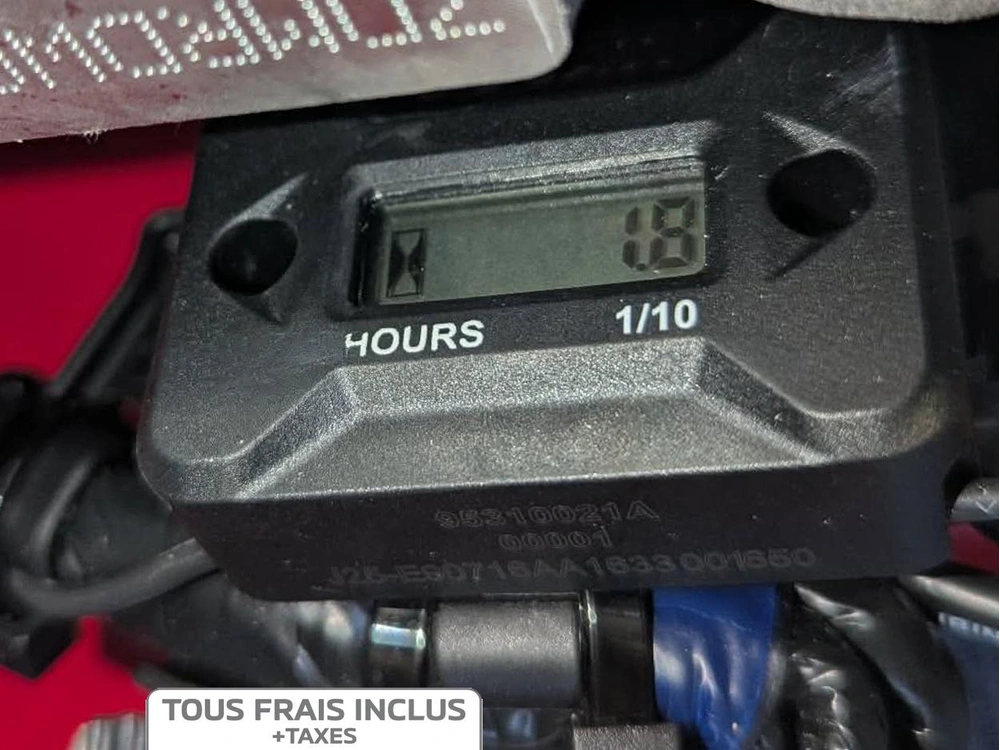 1.8
HOURS 1/10
95310021A
00001
TOUS FRAIS INCLUS
+TAXES